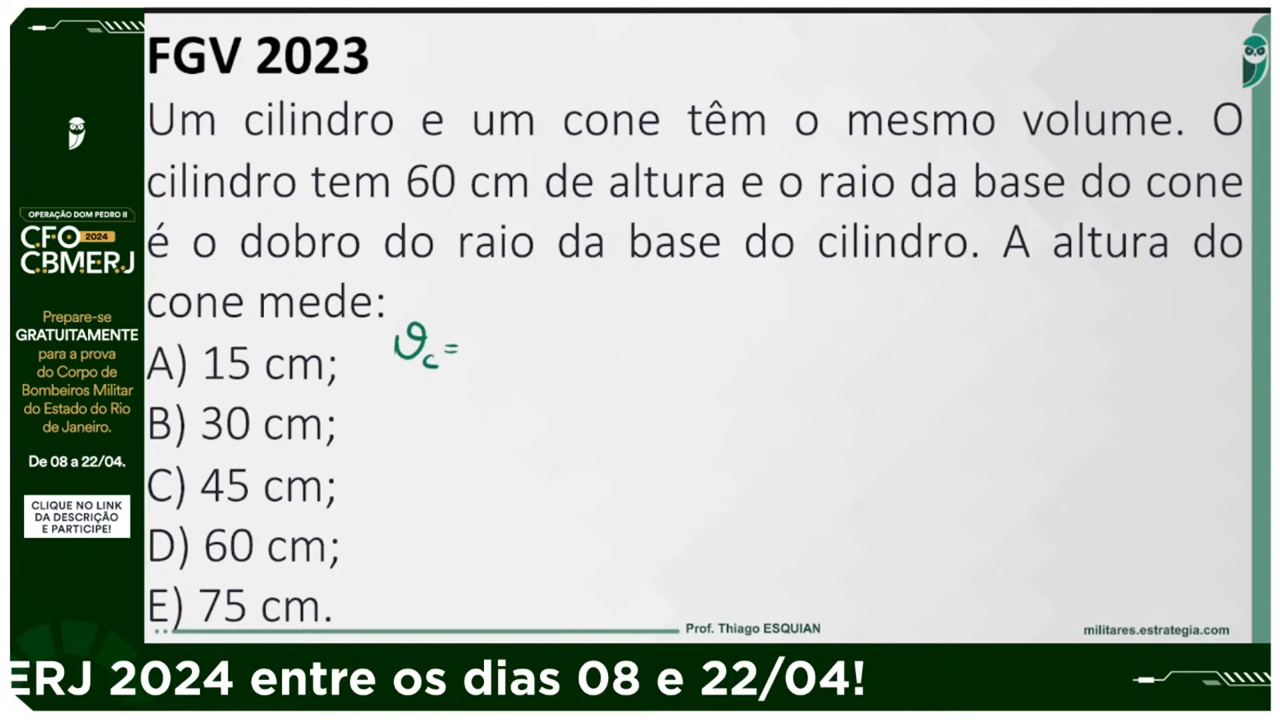 FGV 2023
Um cilindro e um cone têm o mesmo volume. O
cilindro tem 60 cm de altura e o raio da base do cone
é o dobro do raio da base do cilindro. A altura do
cone mede:
A) 15 cm;
B) 30 cm;
C) 45 cm;
D) 60 cm;
E) 75 cm.
𝜗c =
OPERAÇÃO DOM PEDRO II
CFO 2024
CBMERJ
Prepare-se
GRATUITAMENTE
para a prova
do Corpo de
Bombeiros Militar
do Estado do Rio
de Janeiro.
De 08 a 22/04.
CLIQUE NO LINK
DA DESCRIÇÃO
E PARTICIPE!
Prof. Thiago ESQUIAN
militares.estrategia.com
ERJ 2024 entre os dias 08 e 22/04!